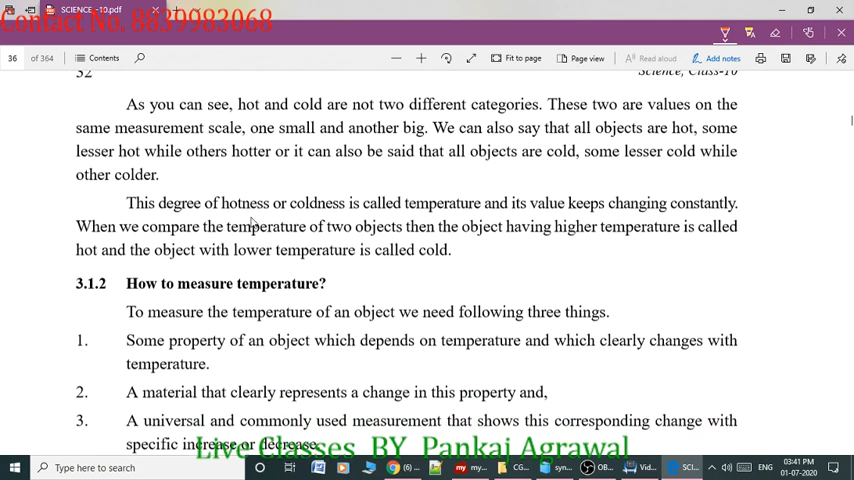 Contact No. 8839983068
SCIENCE -10.pdf
36 of 364
Contents
Fit to page
Page view
Read aloud
Add notes
32
Science, Class-10
As you can see, hot and cold are not two different categories. These two are values on the
same measurement scale, one small and another big. We can also say that all objects are hot, some
lesser hot while others hotter or it can also be said that all objects are cold, some lesser cold while
other colder.
This degree of hotness or coldness is called temperature and its value keeps changing constantly.
When we compare the temperature of two objects then the object having higher temperature is called
hot and the object with lower temperature is called cold.
3.1.2 How to measure temperature?
To measure the temperature of an object we need following three things.
1. Some property of an object which depends on temperature and which clearly changes with
temperature.
2. A material that clearly represents a change in this property and,
3. A universal and commonly used measurement that shows this corresponding change with
specific increase or decrease.
Live Classes BY Pankaj Agrawal
Type here to search
(6)
my...
CG...
syn...
OB...
Vid...
SCI...
ENG
03:41 PM
01-07-2020